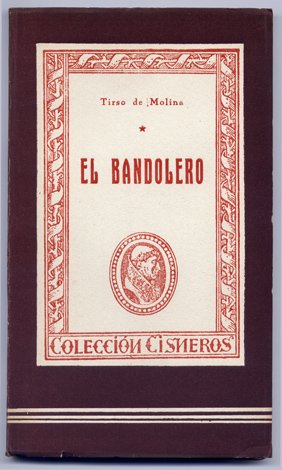 Tirso de Molina
EL BANDOLERO
COLECCIÓN CISNEROS